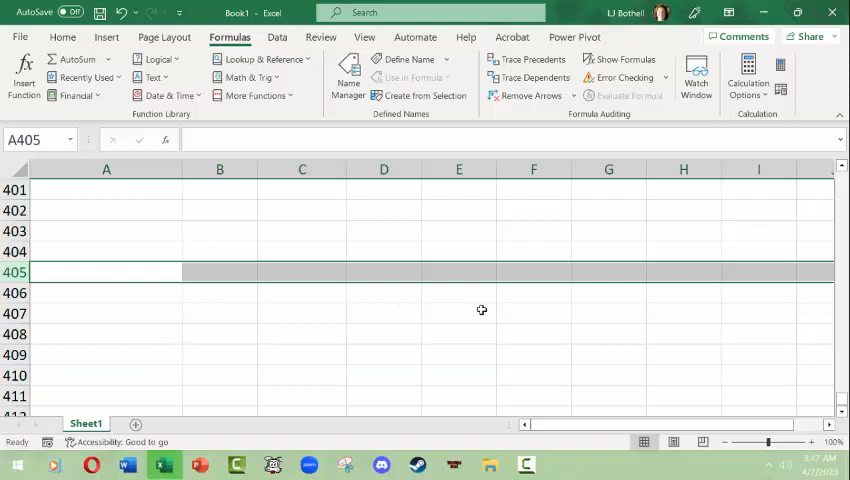 AutoSave Off Book1 - Excel Search LJ Bothell
File Home Insert Page Layout Formulas Data Review View Automate Help Acrobat Power Pivot Comments Share
fx Insert Function
AutoSum
Recently Used
Financial
Logical
Text
Date & Time
Lookup & Reference
Math & Trig
More Functions
Function Library
Name Manager
Define Name
Use in Formula
Create from Selection
Defined Names
Trace Precedents
Trace Dependents
Remove Arrows
Show Formulas
Error Checking
Evaluate Formula
Formula Auditing
Watch Window
Calculation Options
Calculation
A405 fx
A B C D E F G H I
401
402
403
404
405
406
407
408
409
410
411
412
Sheet1
Ready Accessibility: Good to go 100%
3:17 AM
4/7/2023